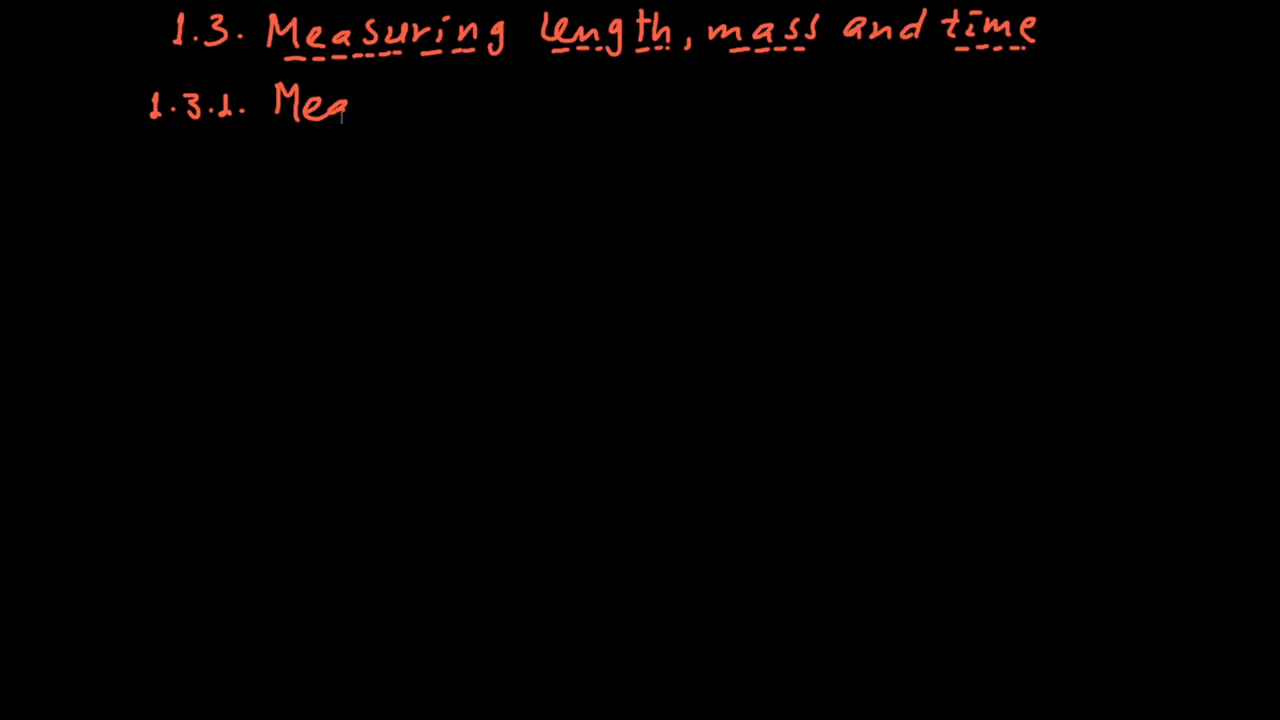 1.3. Measuring length, mass and time
1.3.1. Mea